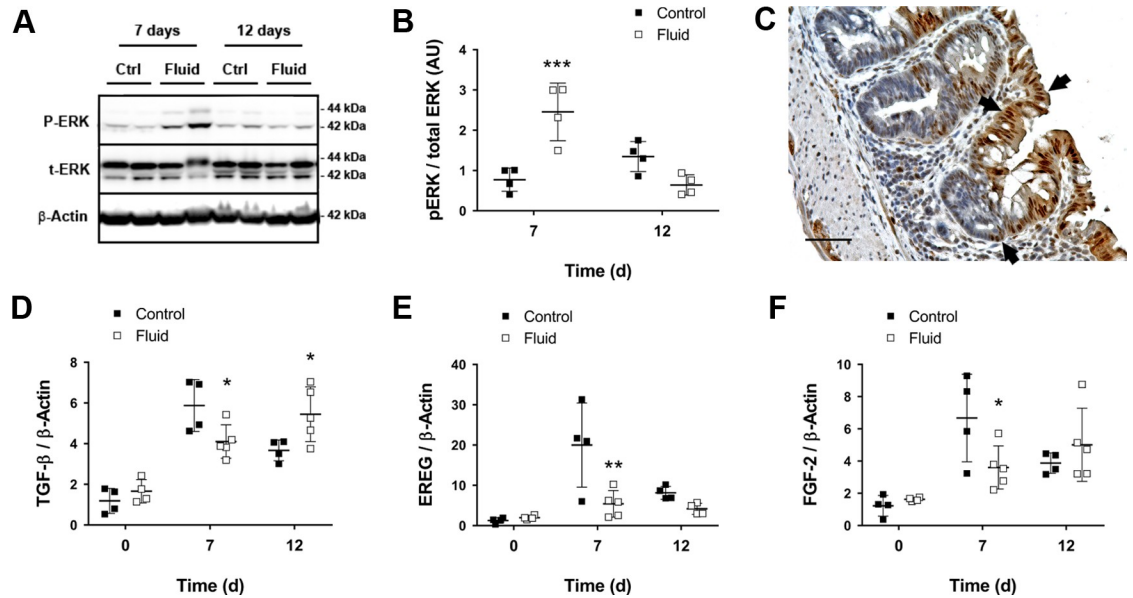 A
7 days
12 days
Ctrl
Fluid
Ctrl
Fluid
P-ERK
- 44 kDa
- 42 kDa
t-ERK
- 44 kDa
- 42 kDa
β-Actin
- 42 kDa
B
Control
Fluid
pERK / total ERK (AU)
4
3
2
1
0
***
7
12
Time (d)
C
D
Control
Fluid
TGF-β / β-Actin
8
6
4
2
0
*
*
0
7
12
Time (d)
E
Control
Fluid
EREG / β-Actin
40
30
20
10
0
**
0
7
12
Time (d)
F
Control
Fluid
FGF-2 / β-Actin
10
8
6
4
2
0
*
0
7
12
Time (d)